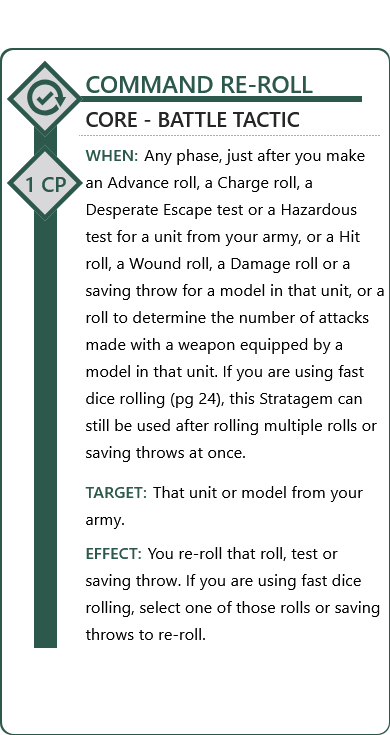 COMMAND RE-ROLL
CORE - BATTLE TACTIC
1 CP
WHEN: Any phase, just after you make
an Advance roll, a Charge roll, a
Desperate Escape test or a Hazardous
test for a unit from your army, or a Hit
roll, a Wound roll, a Damage roll or a
saving throw for a model in that unit, or a
roll to determine the number of attacks
made with a weapon equipped by a
model in that unit. If you are using fast
dice rolling (pg 24), this Stratagem can
still be used after rolling multiple rolls or
saving throws at once.
TARGET: That unit or model from your
army.
EFFECT: You re-roll that roll, test or
saving throw. If you are using fast dice
rolling, select one of those rolls or saving
throws to re-roll.